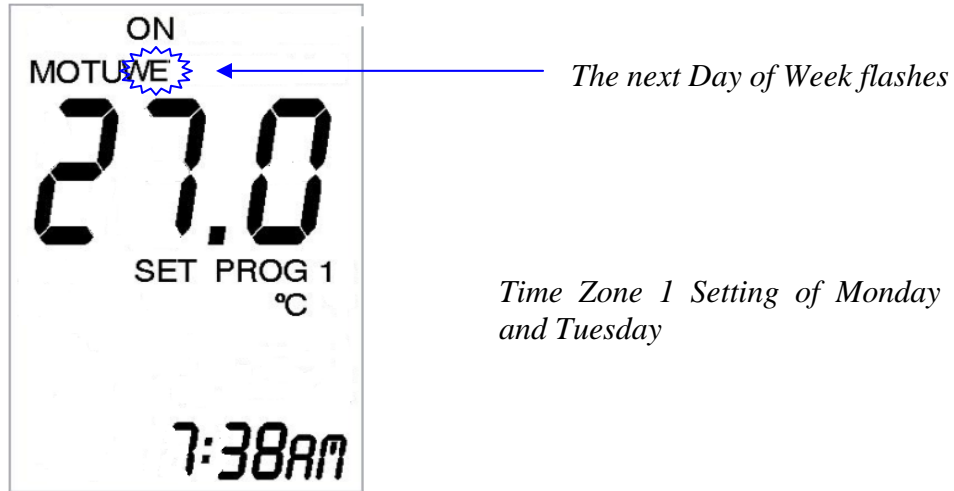 ON
MOTUWE
The next Day of Week flashes
27.0
SET PROG 1
ºC
Time Zone 1 Setting of Monday
and Tuesday
7:38AM